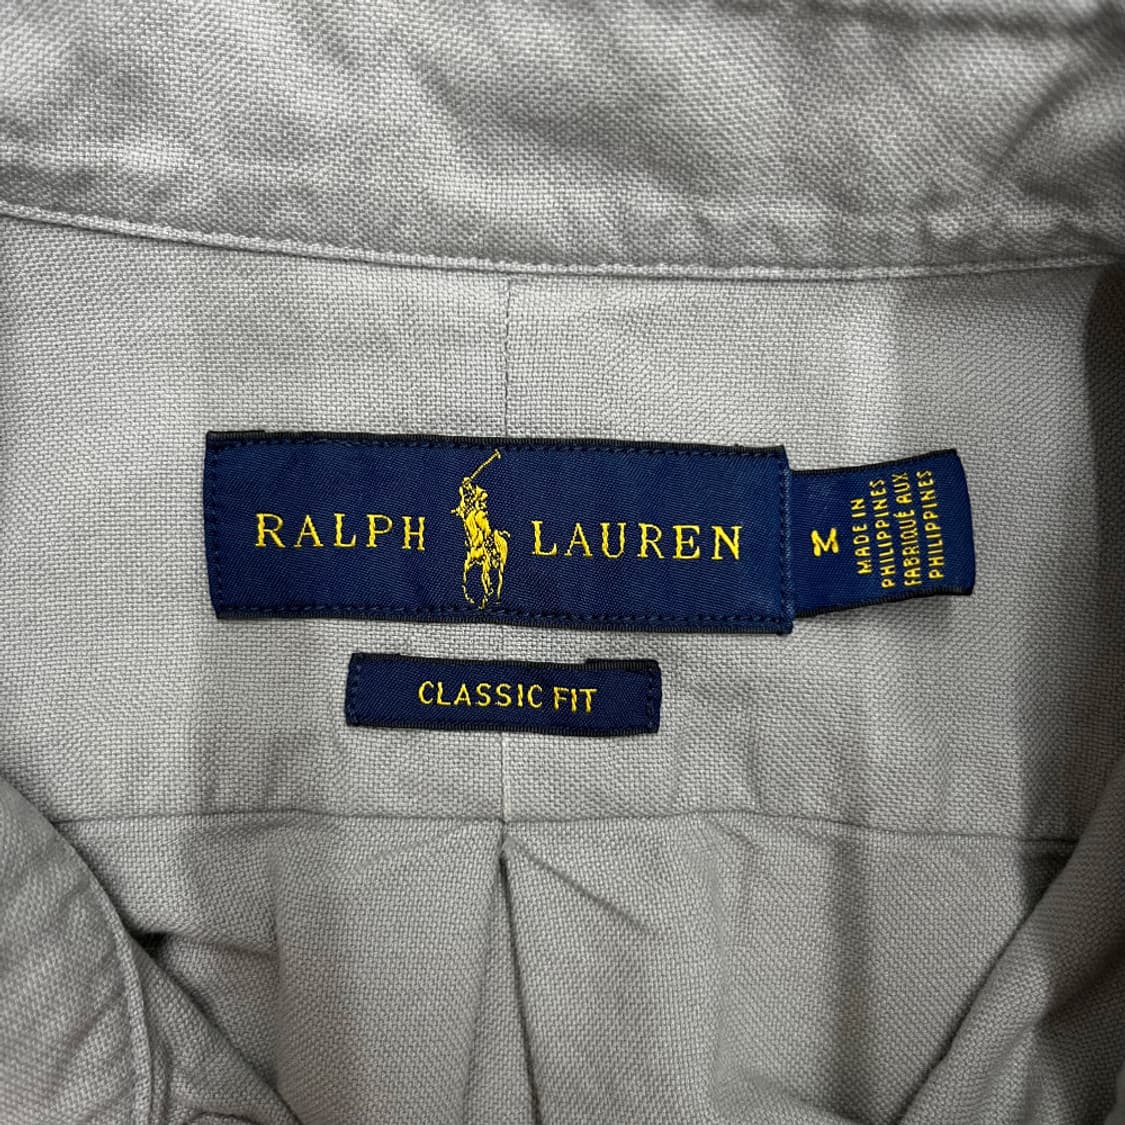 RALPH LAUREN
M
MADE IN
PHILIPPINES
FABRIQUÉ AUX
PHILIPPINES
CLASSIC FIT